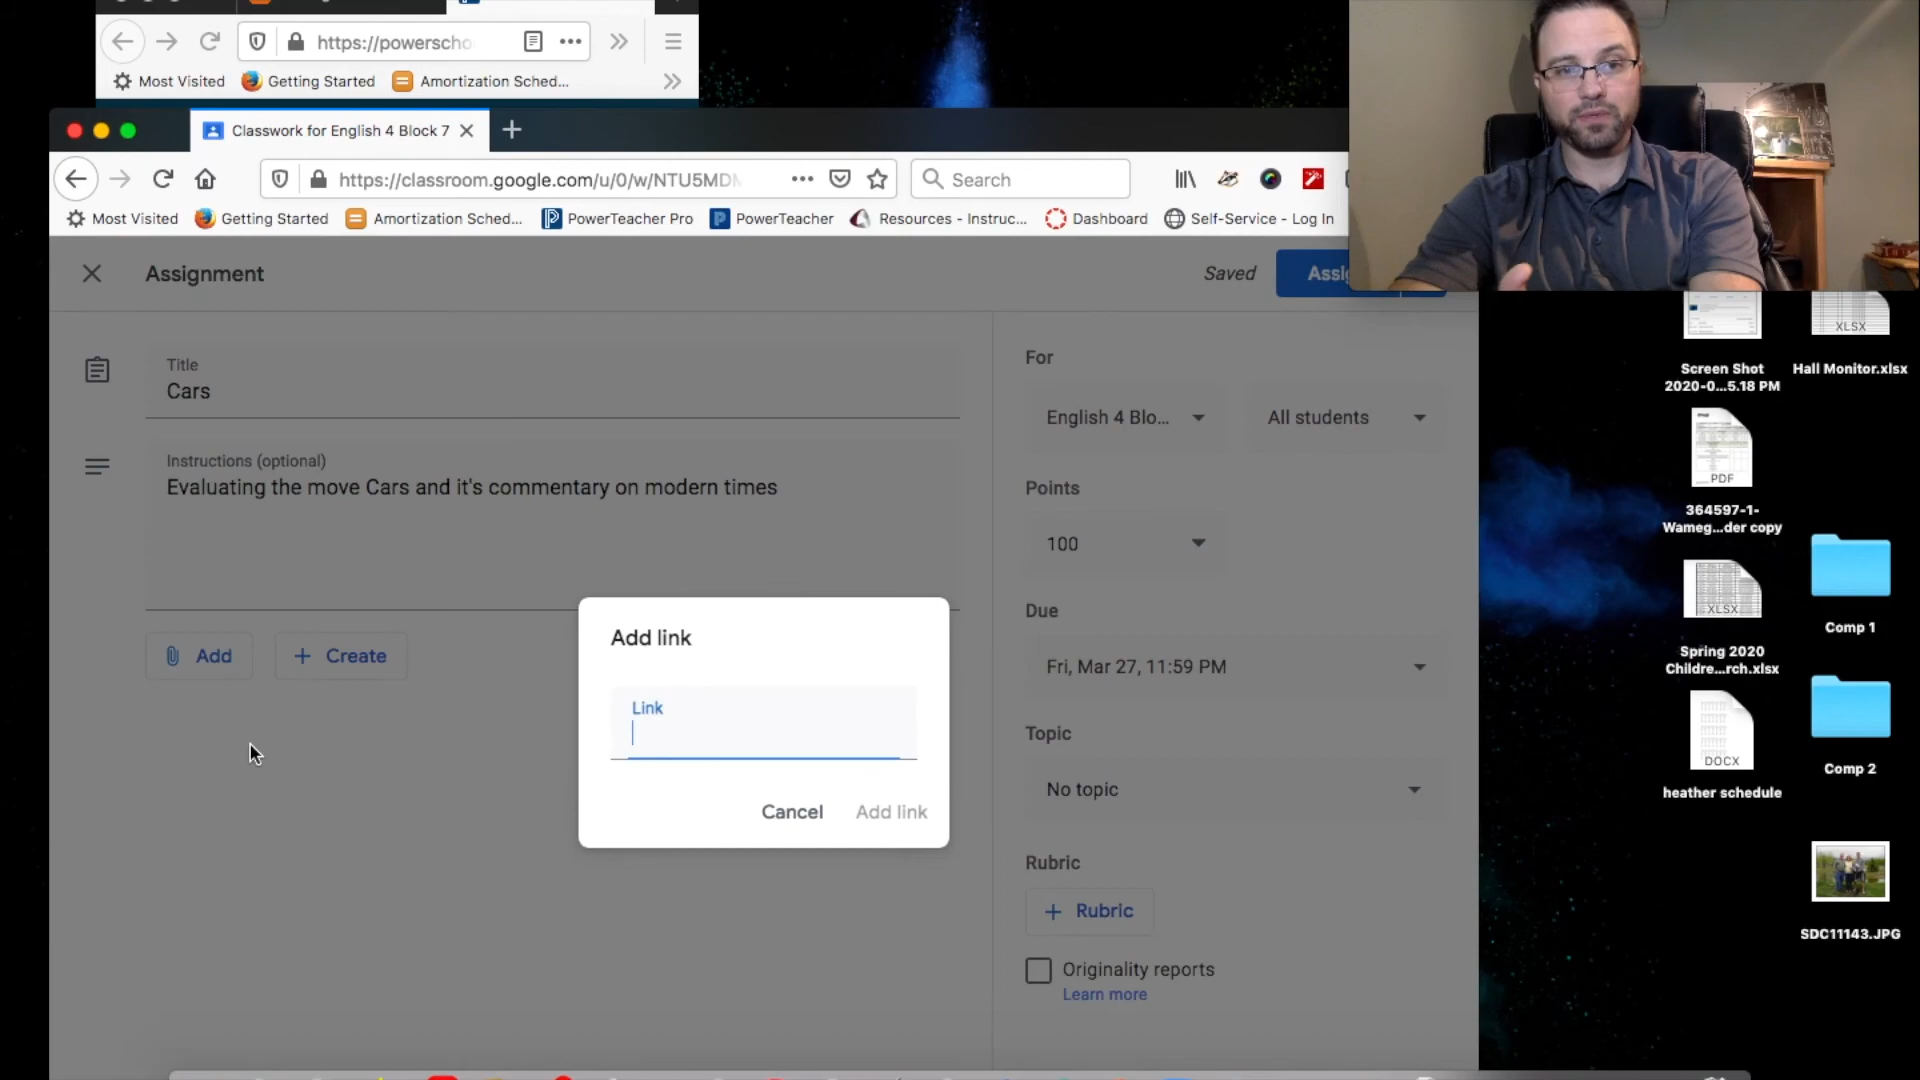 https://powerscho
Most Visited Getting Started Amortization Sched...
Classwork for English 4 Block 7
https://classroom.google.com/u/0/w/NTU5MDM
Search
Most Visited Getting Started Amortization Sched... PowerTeacher Pro PowerTeacher Resources - Instruc... Dashboard Self-Service - Log In
Assignment
Saved
Assig
Title
Cars
Instructions (optional)
Evaluating the move Cars and it's commentary on modern times
Add
Create
For
English 4 Blo...
All students
Points
100
Due
Fri, Mar 27, 11:59 PM
Topic
No topic
Rubric
Rubric
Originality reports
Learn more
Add link
Link
Cancel
Add link
XLSX
Screen Shot
2020-0...5.18 PM
Hall Monitor.xlsx
PDF
364597-1-
Wameg...der copy
XLSX
Comp 1
Spring 2020
Childre...rch.xlsx
DOCX
Comp 2
heather schedule
SDC11143.JPG